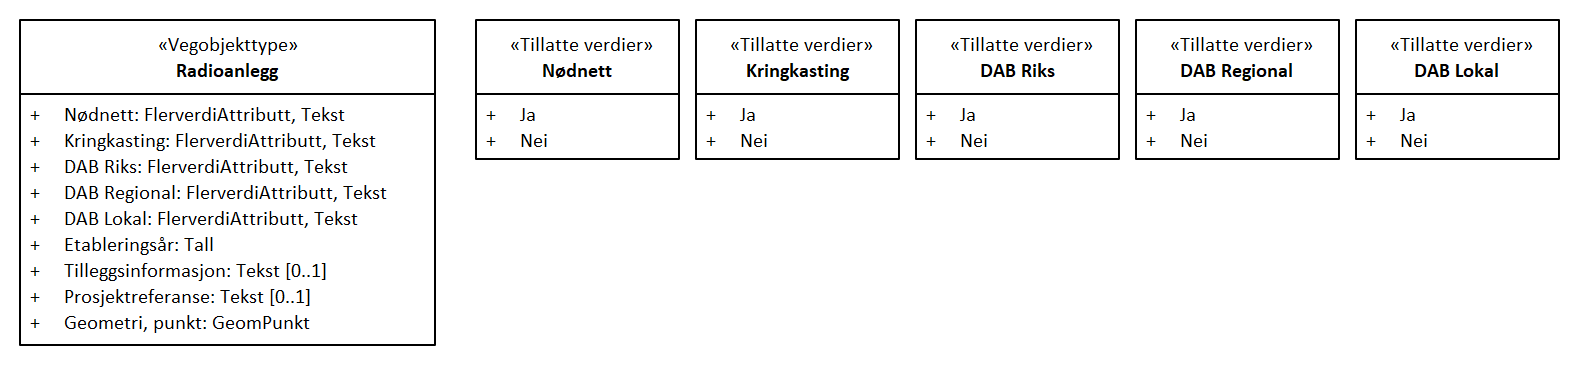 «Vegobjekttype»
Radioanlegg
+ Nødnett: FlerverdiAttributt, Tekst
+ Kringkasting: FlerverdiAttributt, Tekst
+ DAB Riks: FlerverdiAttributt, Tekst
+ DAB Regional: FlerverdiAttributt, Tekst
+ DAB Lokal: FlerverdiAttributt, Tekst
+ Etableringsår: Tall
+ Tilleggsinformasjon: Tekst [0..1]
+ Prosjektreferanse: Tekst [0..1]
+ Geometri, punkt: GeomPunkt
«Tillatte verdier»
Nødnett
+ Ja
+ Nei
«Tillatte verdier»
Kringkasting
+ Ja
+ Nei
«Tillatte verdier»
DAB Riks
+ Ja
+ Nei
«Tillatte verdier»
DAB Regional
+ Ja
+ Nei
«Tillatte verdier»
DAB Lokal
+ Ja
+ Nei